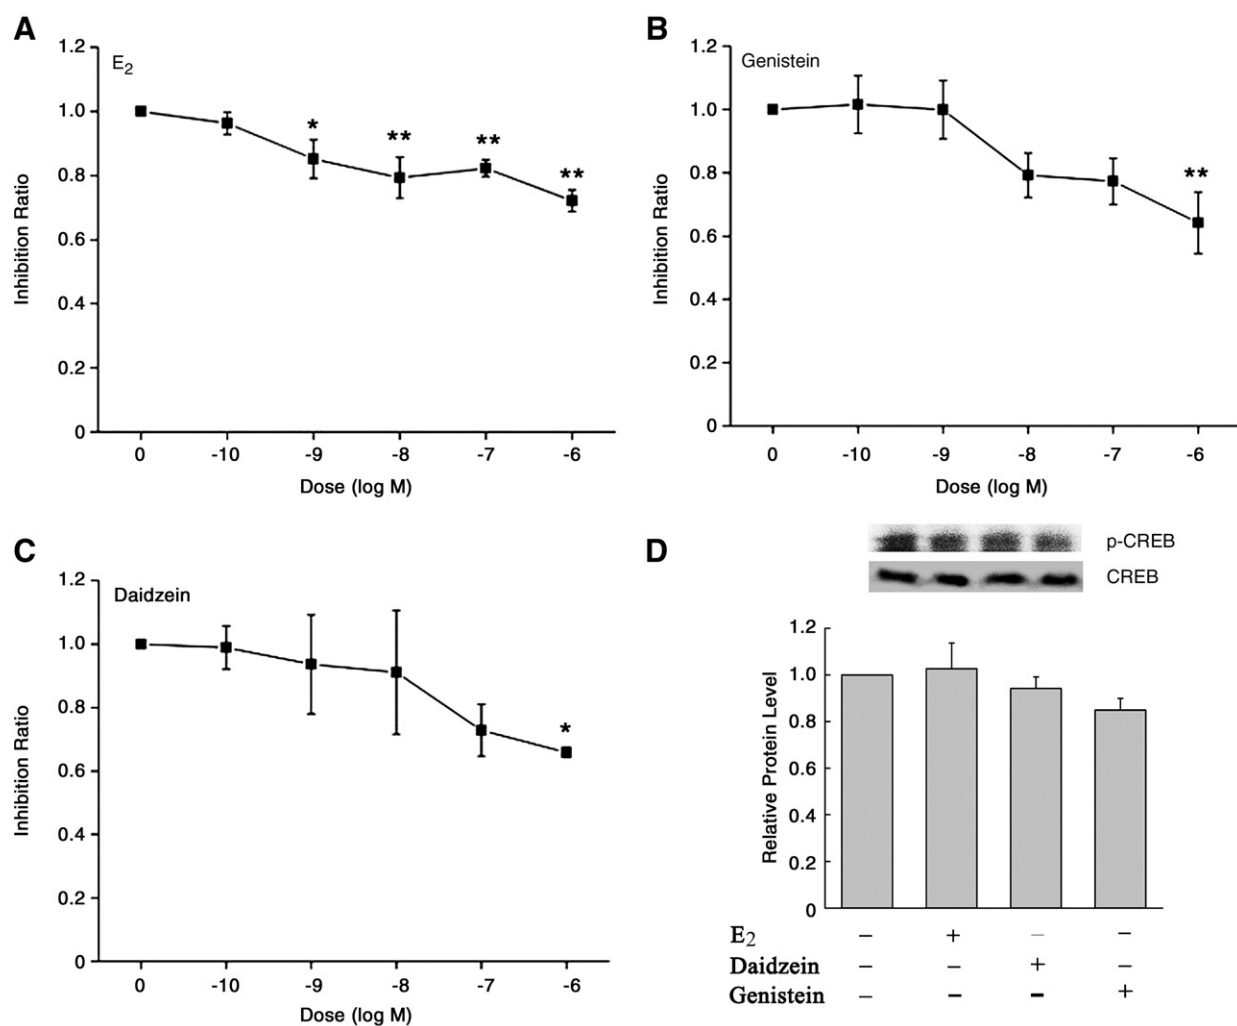 A
E2
1.2
1.0
0.8
0.6
0.4
0.2
0
Inhibition Ratio
*
**
**
**
0 -10 -9 -8 -7 -6
Dose (log M)
B
Genistein
1.2
1.0
0.8
0.6
0.4
0.2
0
Inhibition Ratio
**
0 -10 -9 -8 -7 -6
Dose (log M)
C
Daidzein
1.2
1.0
0.8
0.6
0.4
0.2
0
Inhibition Ratio
*
0 -10 -9 -8 -7 -6
Dose (log M)
D
p-CREB
CREB
1.2
1.0
0.8
0.6
0.4
0.2
0
Relative Protein Level
E2 – + – –
Daidzein – – + –
Genistein – – – +